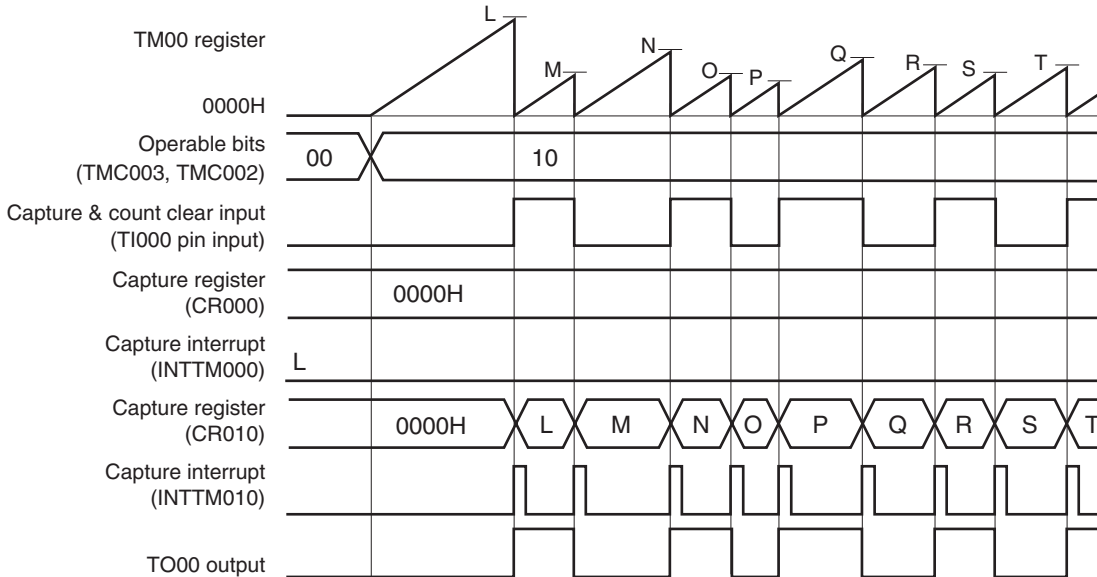 TM00 register
L
M
N
O
P
Q
R
S
T
0000H
Operable bits
(TMC003, TMC002)
00
10
Capture & count clear input
(TI000 pin input)
Capture register
(CR000)
0000H
Capture interrupt
(INTTM000)
L
Capture register
(CR010)
0000H
L
M
N
O
P
Q
R
S
T
Capture interrupt
(INTTM010)
TO00 output